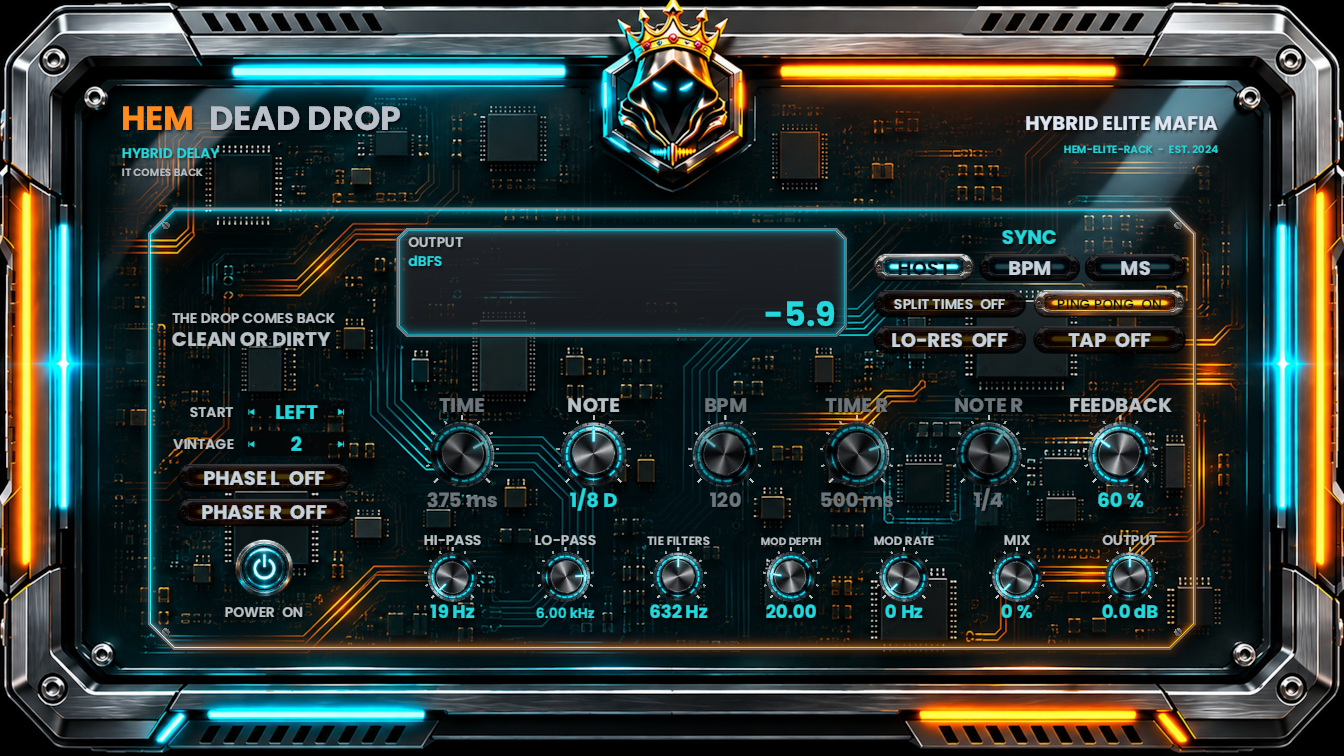 HEM DEAD DROP
HYBRID DELAY
IT COMES BACK
HYBRID ELITE MAFIA
HEM-ELITE-RACK - EST. 2024
OUTPUT
dBFS
-5.9
SYNC
HOST BPM MS
SPLIT TIMES OFF PING PONG ON
LO-RES OFF TAP OFF
THE DROP COMES BACK
CLEAN OR DIRTY
START LEFT
VINTAGE 2
PHASE L OFF
PHASE R OFF
POWER ON
TIME NOTE BPM TIME R NOTE R FEEDBACK
375 ms 1/8 D 120 500 ms 1/4 60 %
HI-PASS LO-PASS TIE FILTERS MOD DEPTH MOD RATE MIX OUTPUT
19 Hz 6.00 kHz 632 Hz 20.00 0 Hz 0 % 0.0 dB